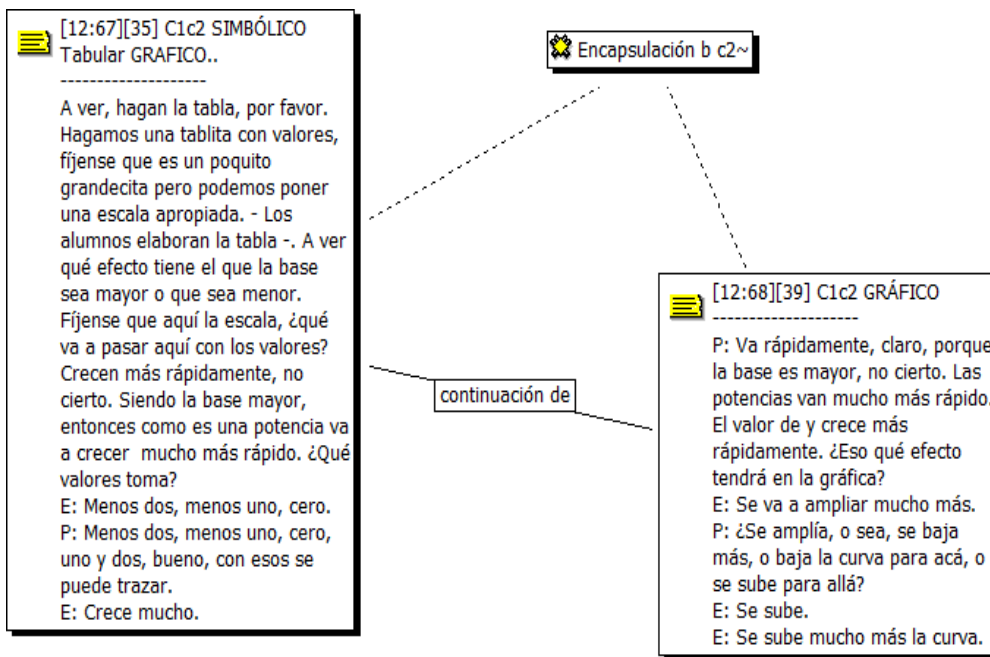 [12:67][35] C1c2 SIMBÓLICO
Tabular GRAFICO..
--------------------
A ver, hagan la tabla, por favor.
Hagamos una tablita con valores,
fíjense que es un poquito
grandecita pero podemos poner
una escala apropiada. - Los
alumnos elaboran la tabla -. A ver
qué efecto tiene el que la base
sea mayor o que sea menor.
Fíjense que aquí la escala, ¿qué
va a pasar aquí con los valores?
Crecen más rápidamente, no
cierto. Siendo la base mayor,
entonces como es una potencia va
a crecer mucho más rápido. ¿Qué
valores toma?
E: Menos dos, menos uno, cero.
P: Menos dos, menos uno, cero,
uno y dos, bueno, con esos se
puede trazar.
E: Crece mucho.
Encapsulación b c2~
continuación de
[12:68][39] C1c2 GRÁFICO
--------------------
P: Va rápidamente, claro, porque
la base es mayor, no cierto. Las
potencias van mucho más rápido.
El valor de y crece más
rápidamente. ¿Eso qué efecto
tendrá en la gráfica?
E: Se va a ampliar mucho más.
P: ¿Se amplía, o sea, se baja
más, o baja la curva para acá, o
se sube para allá?
E: Se sube.
E: Se sube mucho más la curva.